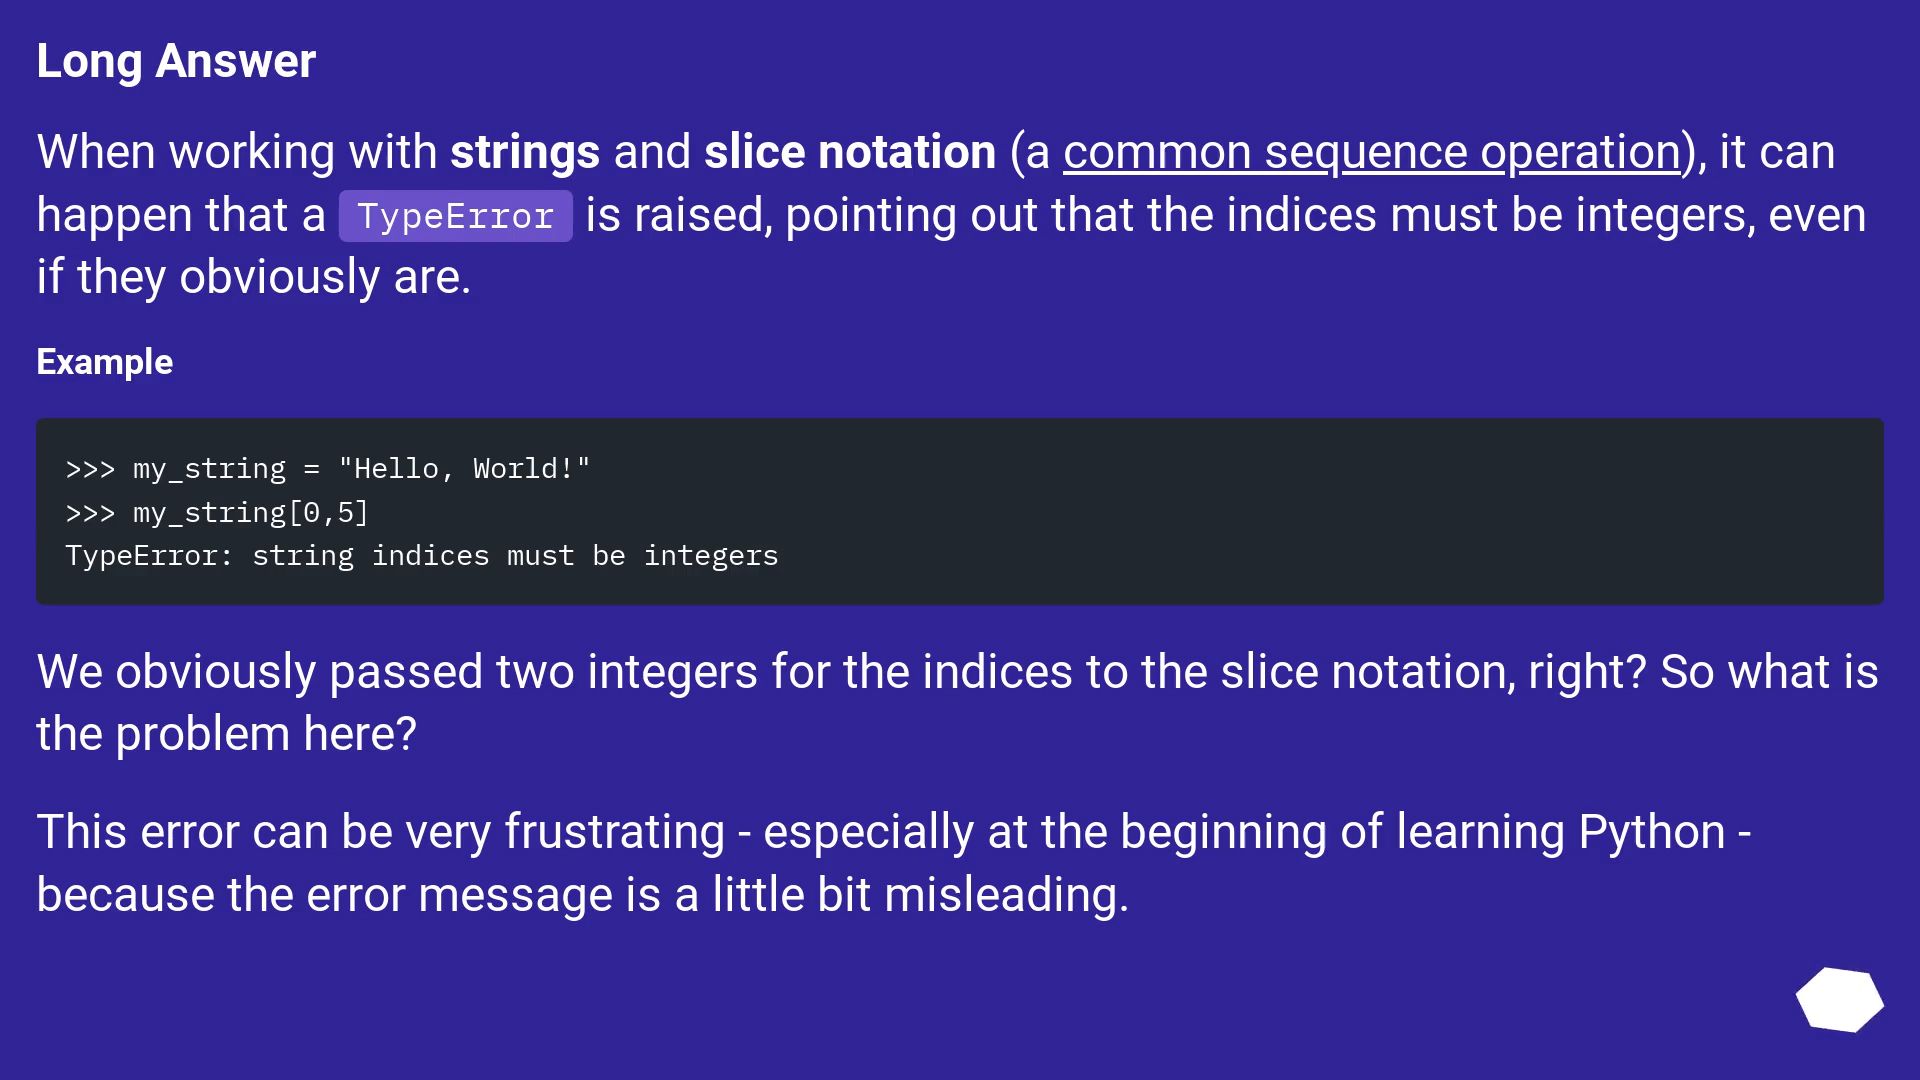 Long Answer
When working with strings and slice notation (a common sequence operation), it can
happen that a TypeError is raised, pointing out that the indices must be integers, even
if they obviously are.
Example
>>> my_string = "Hello, World!"
>>> my_string[0,5]
TypeError: string indices must be integers
We obviously passed two integers for the indices to the slice notation, right? So what is
the problem here?
This error can be very frustrating - especially at the beginning of learning Python -
because the error message is a little bit misleading.